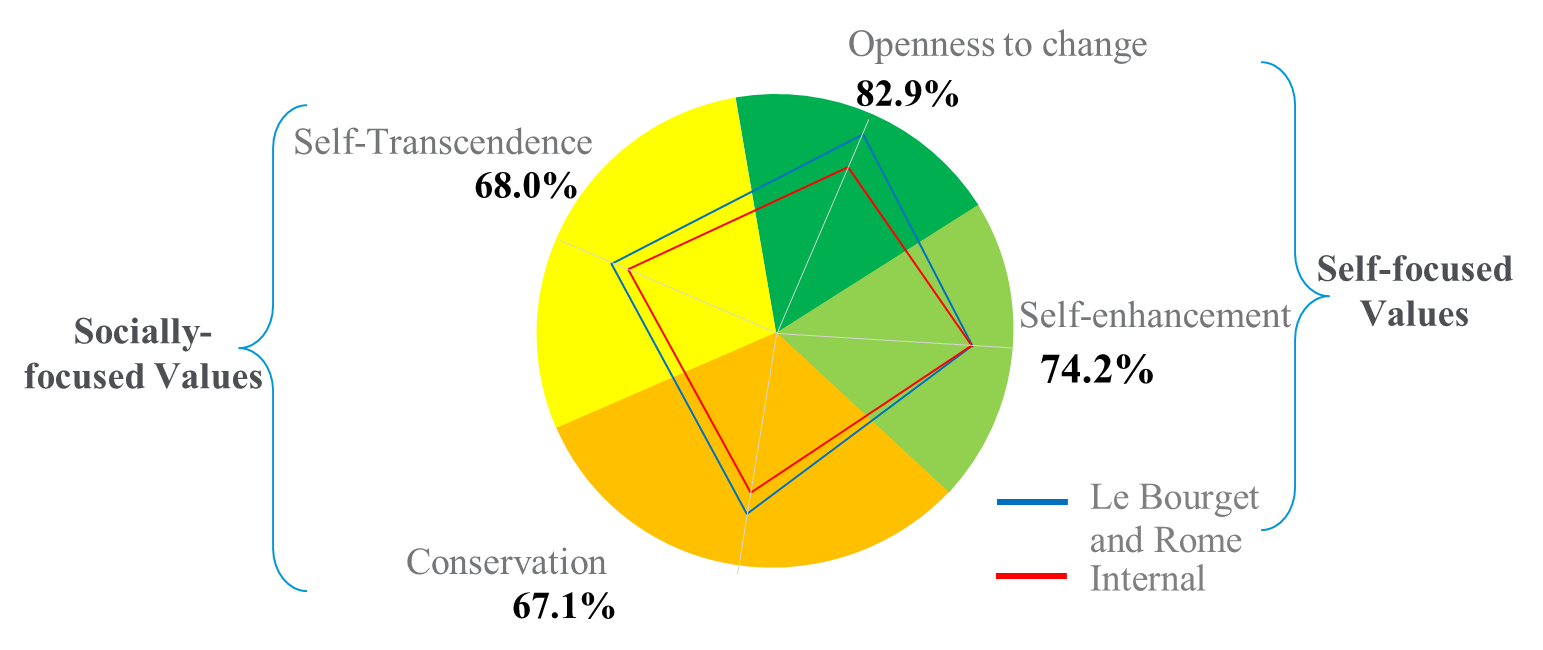 Openness to change
82.9%
Self-Transcendence
68.0%
Self-focused
Values
Self-enhancement
74.2%
Socially-
focused Values
Le Bourget
and Rome
Internal
Conservation
67.1%